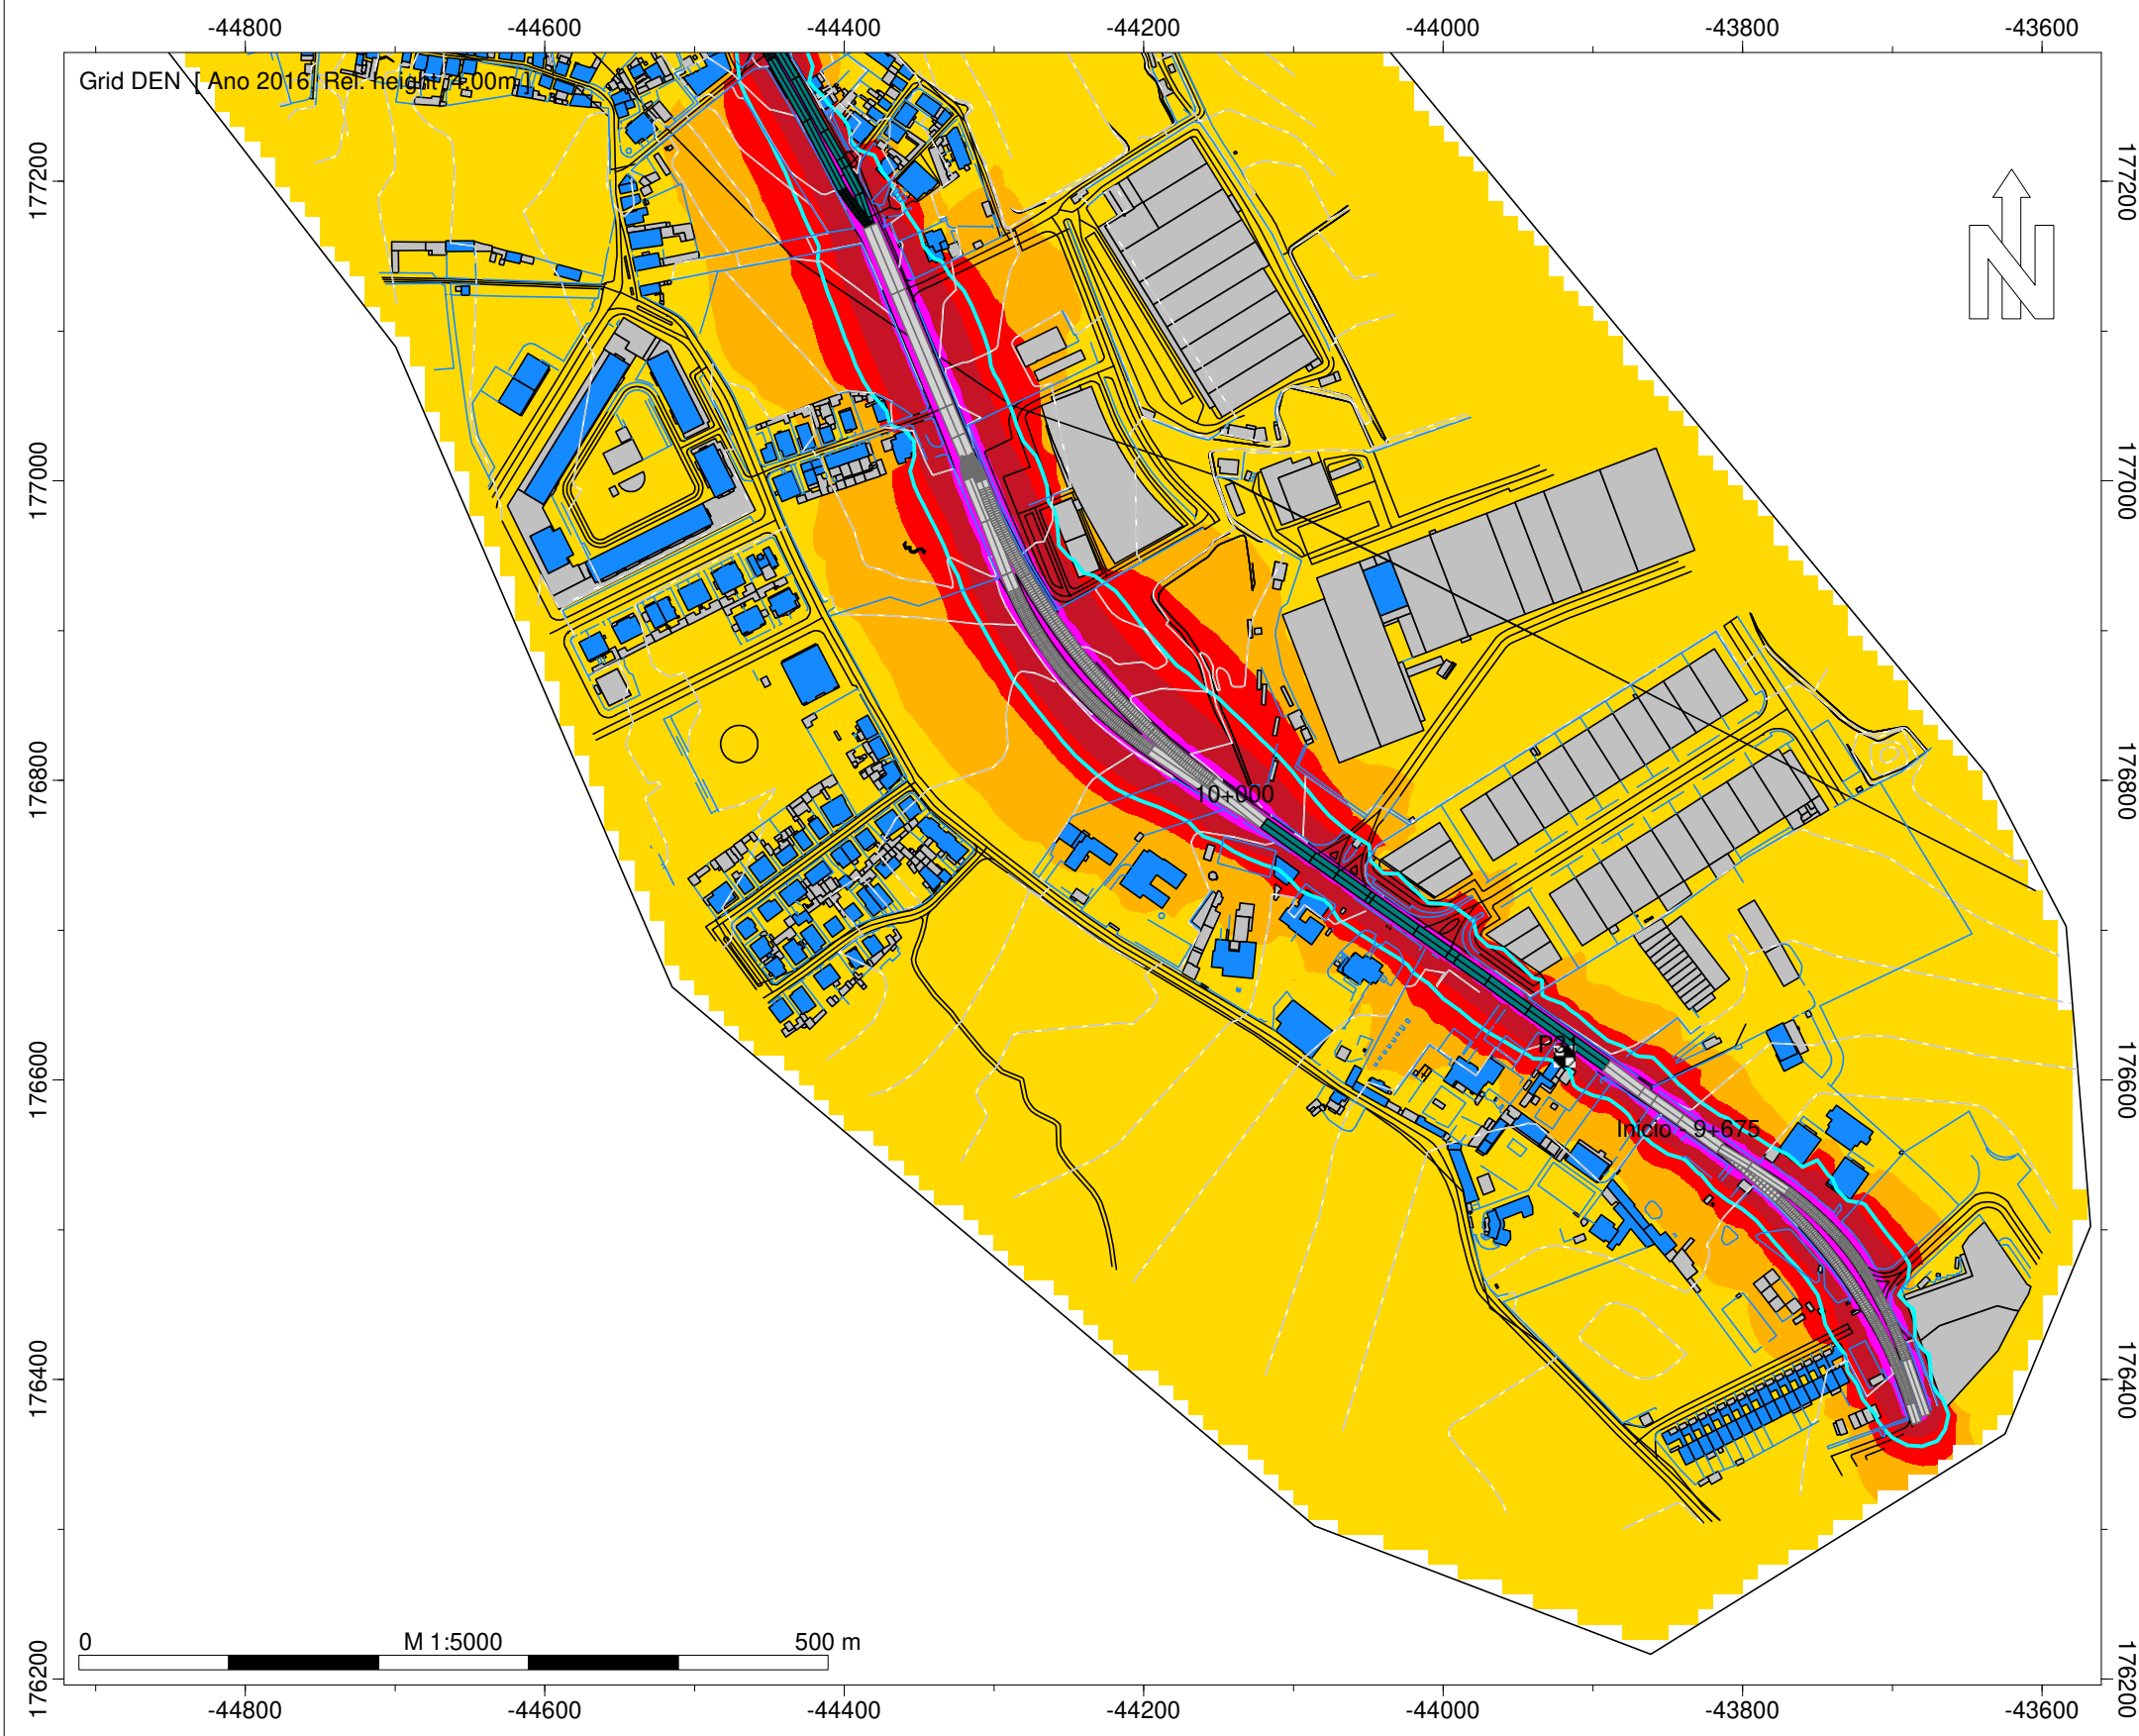 -44800 -44600 -44400 -44200 -44000 -43800 -43600
Grid DEN [ Ano 2016| Rel. height [4.00m]
177200 177200
N
177000 177000
176800 176800
10+000
P31
176600 176600
Inicio - 9+675
176400 176400
0 M 1:5000 500 m
176200 176200
-44800 -44600 -44400 -44200 -44000 -43800 -43600